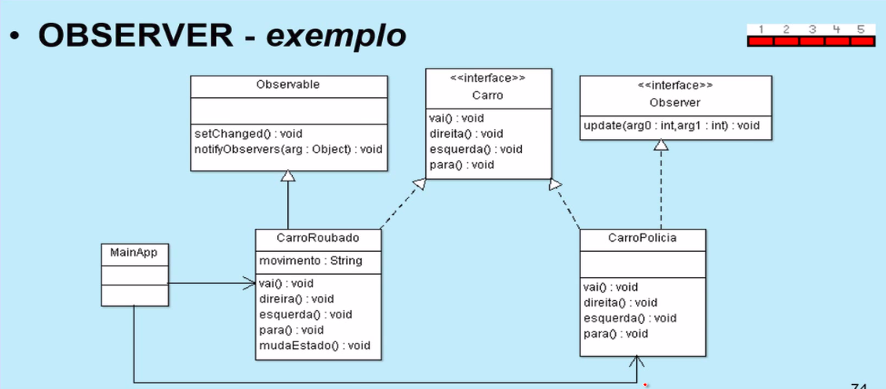 • OBSERVER - exemplo
1 2 3 4 5
Observable
setChanged() : void
notifyObservers(arg : Object) : void
<<interface>>
Carro
vai() : void
direita() : void
esquerda() : void
para() : void
<<interface>>
Observer
update(arg0 : int,arg1 : int) : void
MainApp
CarroRoubado
movimento : String
vai() : void
direira() : void
esquerda() : void
para() : void
mudaEstado() : void
CarroPolicia
vai() : void
direita() : void
esquerda() : void
para() : void
74